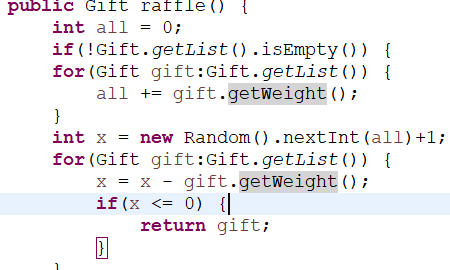 public Gift raffle() {
int all = 0;
if(!Gift.getList().isEmpty()) {
for(Gift gift:Gift.getList()) {
all += gift.getWeight();
}
int x = new Random().nextInt(all)+1;
for(Gift gift:Gift.getList()) {
x = x - gift.getWeight();
if(x <= 0) {
return gift;
}
}